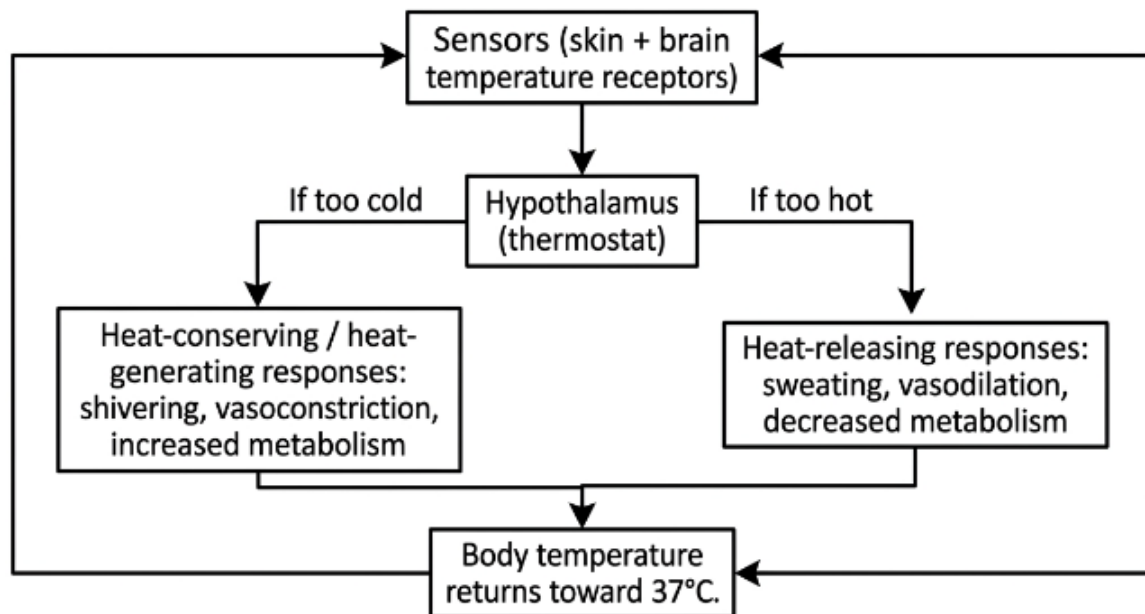 Sensors (skin + brain
temperature receptors)
If too cold
Hypothalamus
(thermostat)
If too hot
Heat-conserving / heat-
generating responses:
shivering, vasoconstriction,
increased metabolism
Heat-releasing responses:
sweating, vasodilation,
decreased metabolism
Body temperature
returns toward 37°C.